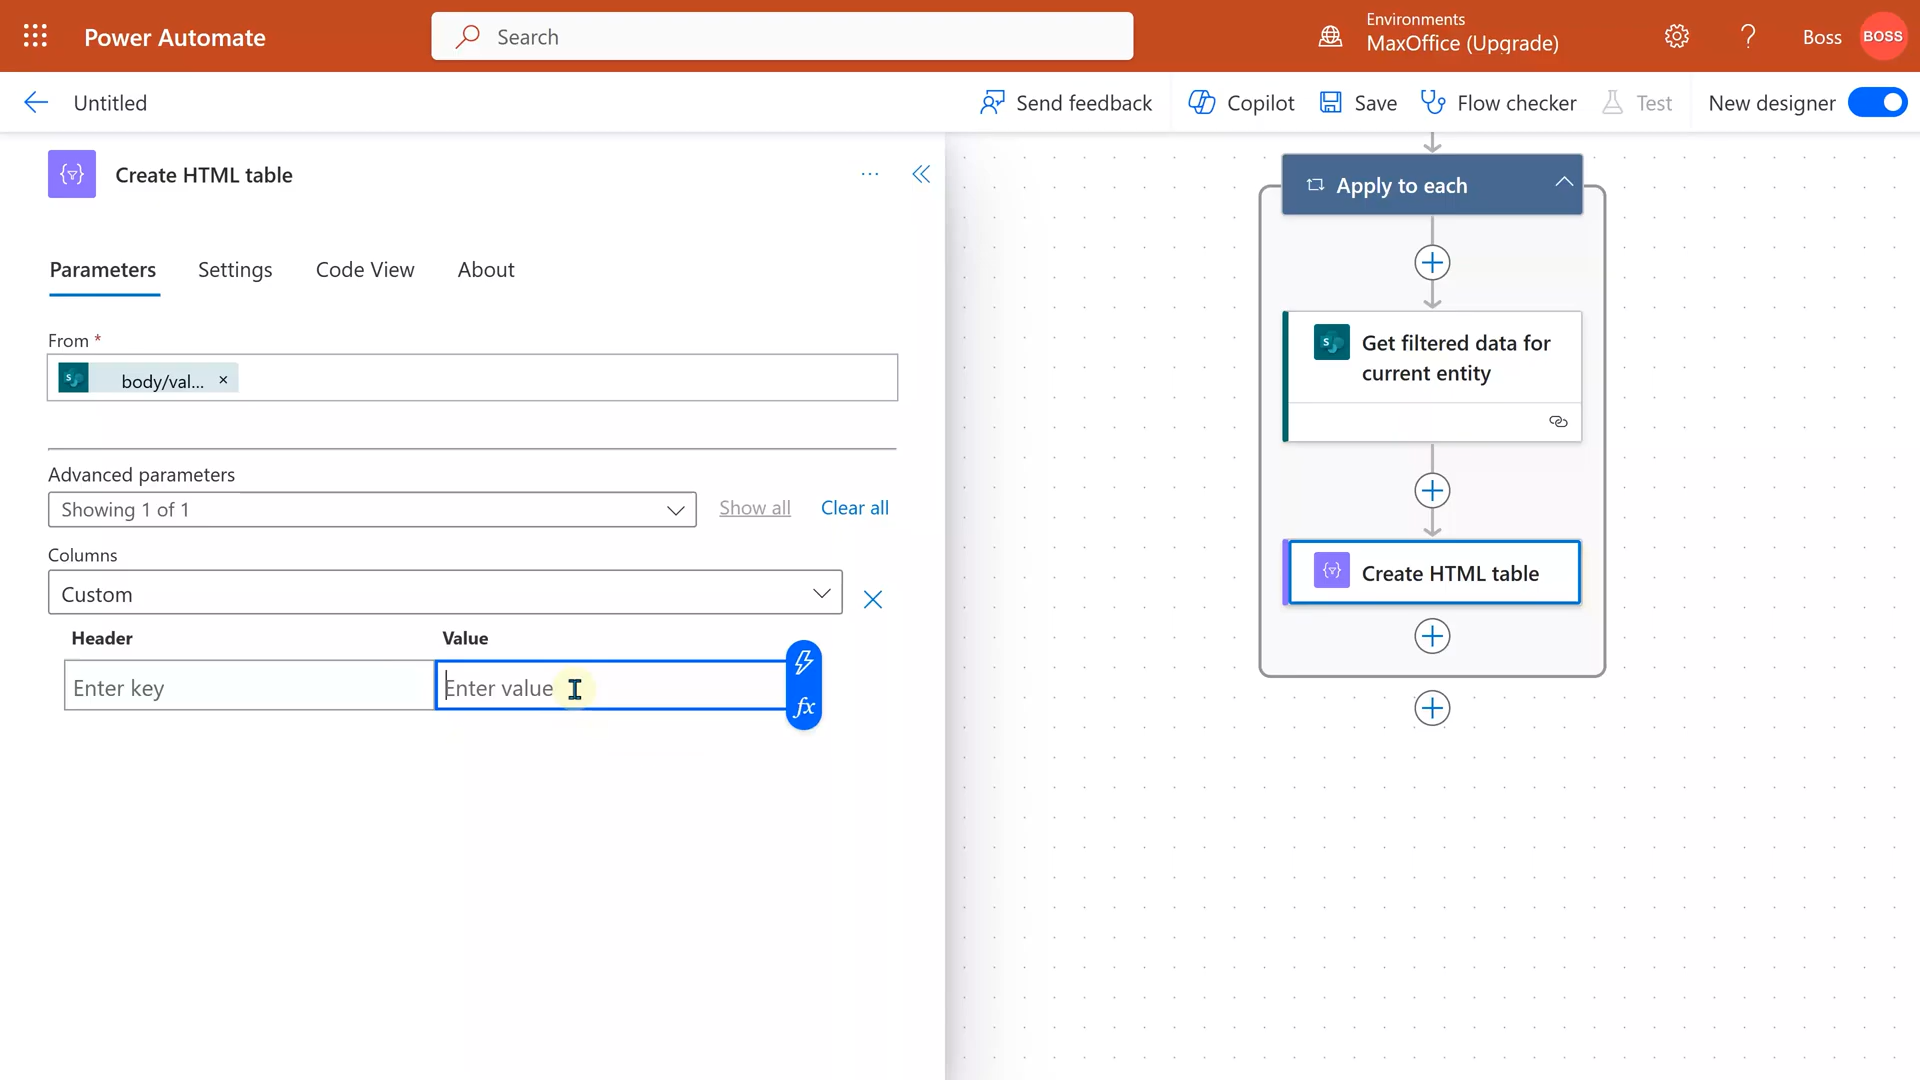 Power Automate
Search
Environments
MaxOffice (Upgrade)
?
Boss
BOSS
Untitled
Send feedback
Copilot
Save
Flow checker
Test
New designer
Create HTML table
...
Parameters
Settings
Code View
About
From *
S
body/val... ×
Advanced parameters
Showing 1 of 1
Show all
Clear all
Columns
Custom
Header
Value
Enter key
Enter value
fx
Apply to each
S
Get filtered data for
current entity
Create HTML table